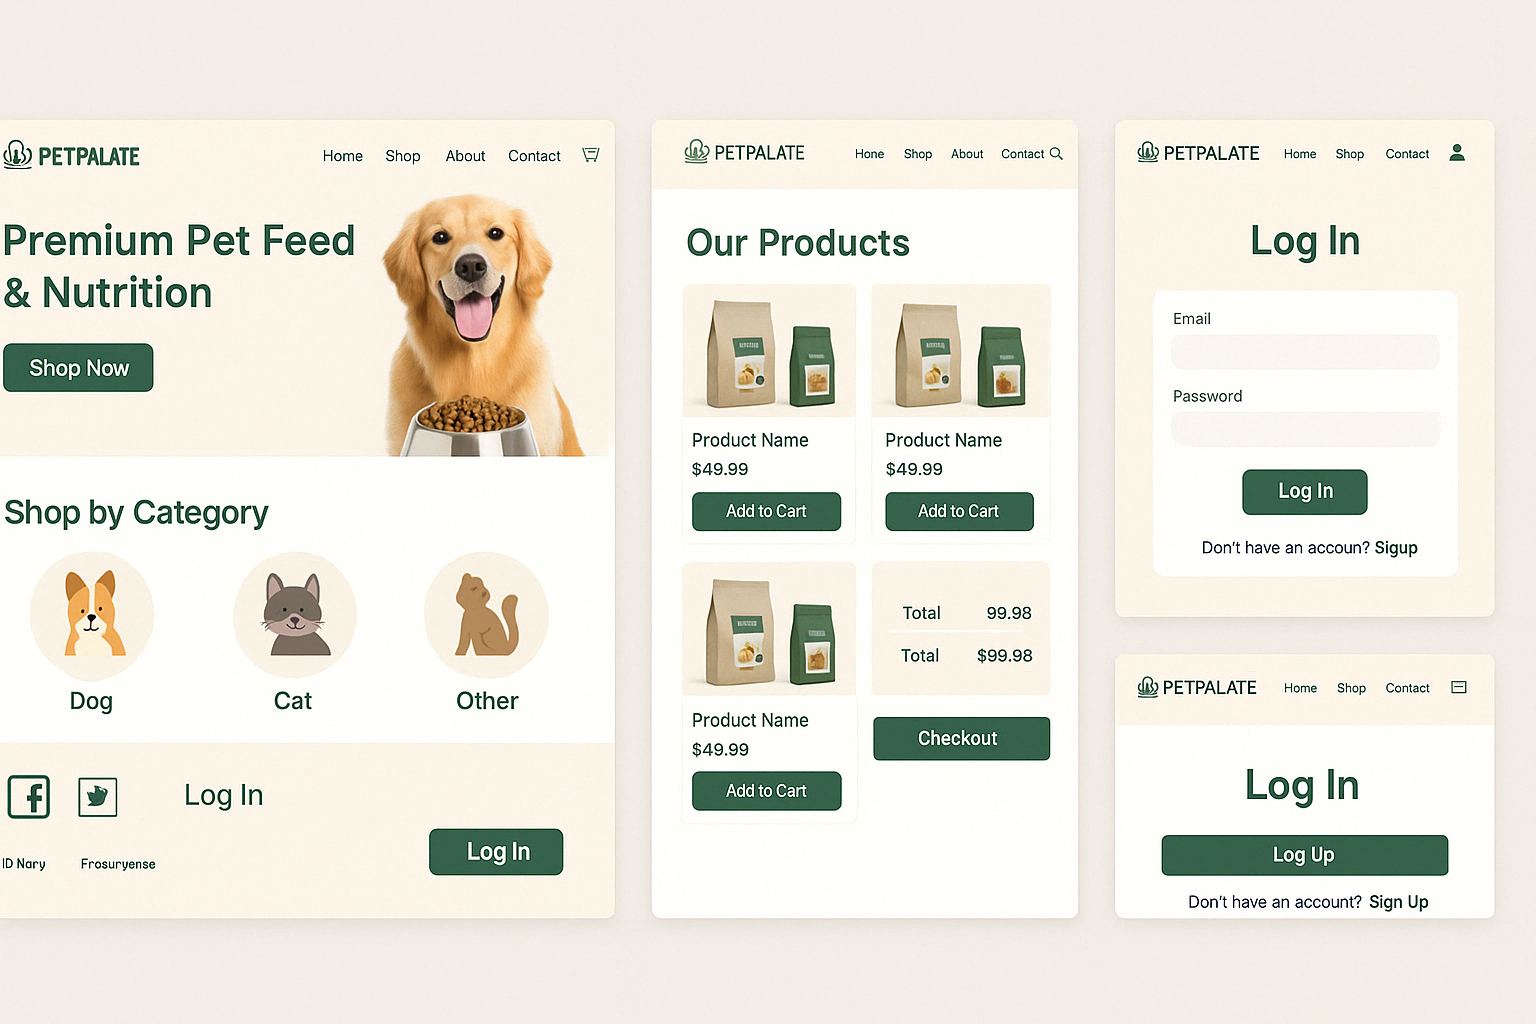 PETPALATE
Home Shop About Contact
Premium Pet Feed
& Nutrition
Shop Now
Shop by Category
Dog
Cat
Other
Log In
ID Nary
Frosuryense
Log In
PETPALATE
Hone Shop About Contact
Our Products
Product Name
$49.99
Add to Cart
Product Name
$49.99
Add to Cart
Product Name
$49.99
Add to Cart
Total 99.98
Total $99.98
Checkout
PETPALATE
Home Shop Contact
Log In
Email
Password
Log In
Don't have an accoun? Sigup
PETPALATE
Home Shop Contact
Log In
Log Up
Don't have an account? Sign Up